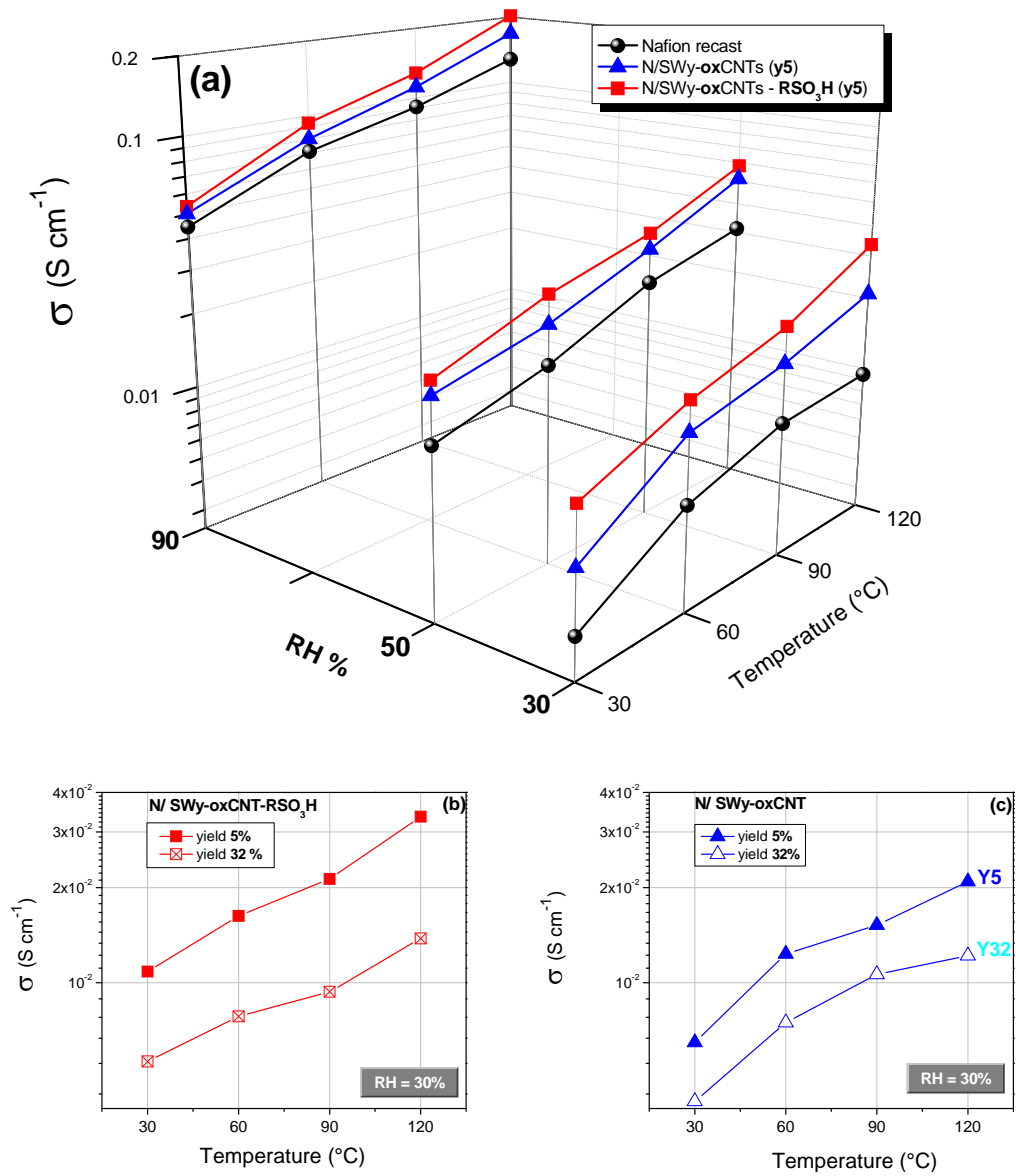 (a)
Nafion recast
N/SWy-oxCNTs (y5)
N/SWy-oxCNTs - RSO₃H (y5)
0.2
0.1
0.01
σ (S cm⁻¹)
90
50
30
RH %
30
60
90
120
Temperature (°C)
(b)
N/ SWy-oxCNT-RSO₃H
yield 5%
yield 32 %
4x10⁻²
3x10⁻²
2x10⁻²
10⁻²
σ (S cm⁻¹)
RH = 30%
30 60 90 120
Temperature (°C)
(c)
N/ SWy-oxCNT
yield 5%
yield 32%
4x10⁻²
3x10⁻²
2x10⁻²
10⁻²
σ (S cm⁻¹)
Y5
Y32
RH = 30%
30 60 90 120
Temperature (°C)